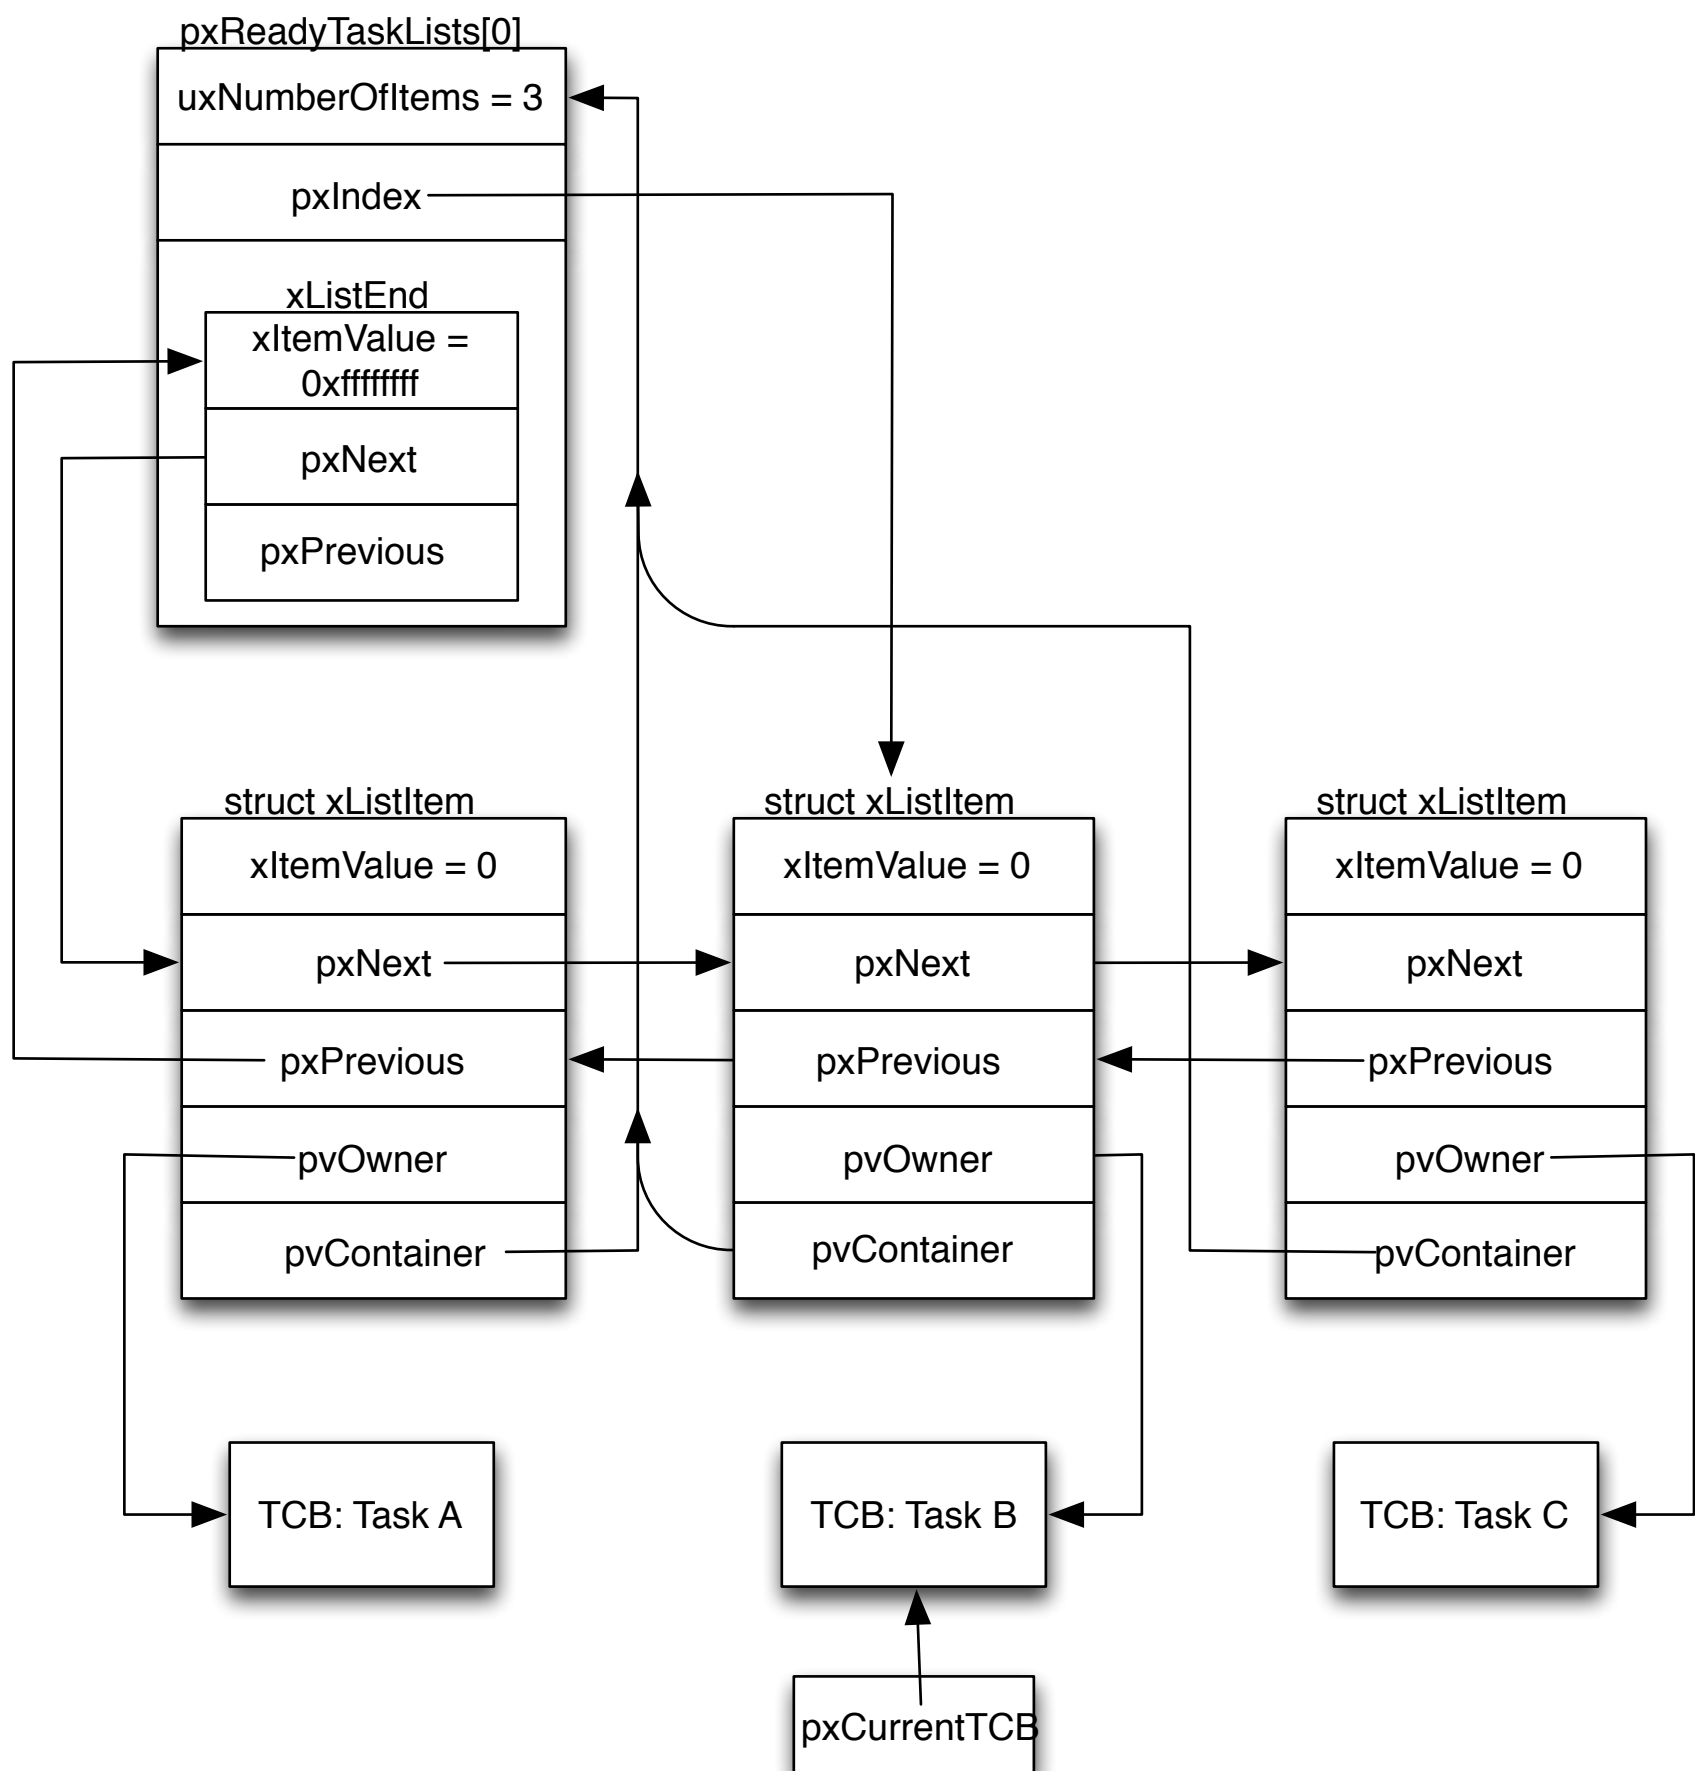 pxReadyTaskLists[0]
uxNumberOfItems = 3
pxIndex
xListEnd
xItemValue =
0xffffffff
pxNext
pxPrevious
struct xListItem
xItemValue = 0
pxNext
pxPrevious
pvOwner
pvContainer
struct xListItem
xItemValue = 0
pxNext
pxPrevious
pvOwner
pvContainer
struct xListItem
xItemValue = 0
pxNext
pxPrevious
pvOwner
pvContainer
TCB: Task A
TCB: Task B
TCB: Task C
pxCurrentTCB